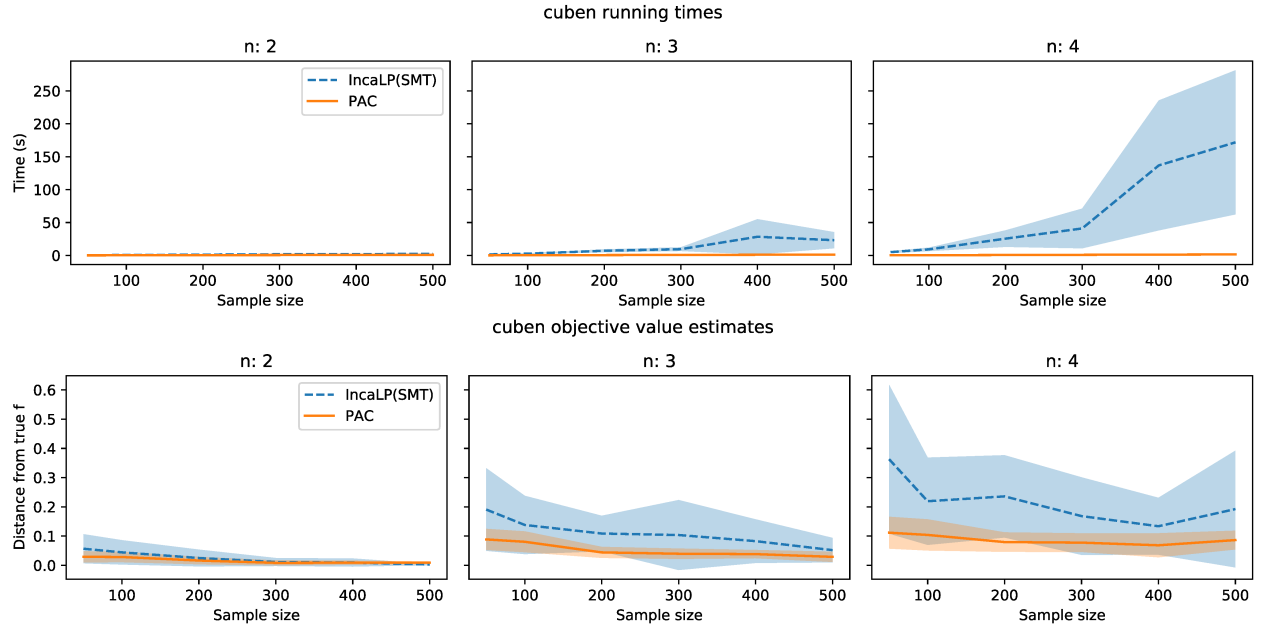 cuben running times
n: 2
n: 3
n: 4
IncaLP(SMT)
PAC
Time (s)
250
200
150
100
50
0
100 200 300 400 500
100 200 300 400 500
100 200 300 400 500
Sample size
Sample size
Sample size
cuben objective value estimates
n: 2
n: 3
n: 4
IncaLP(SMT)
PAC
Distance from true f
0.6
0.5
0.4
0.3
0.2
0.1
0.0
100 200 300 400 500
100 200 300 400 500
100 200 300 400 500
Sample size
Sample size
Sample size